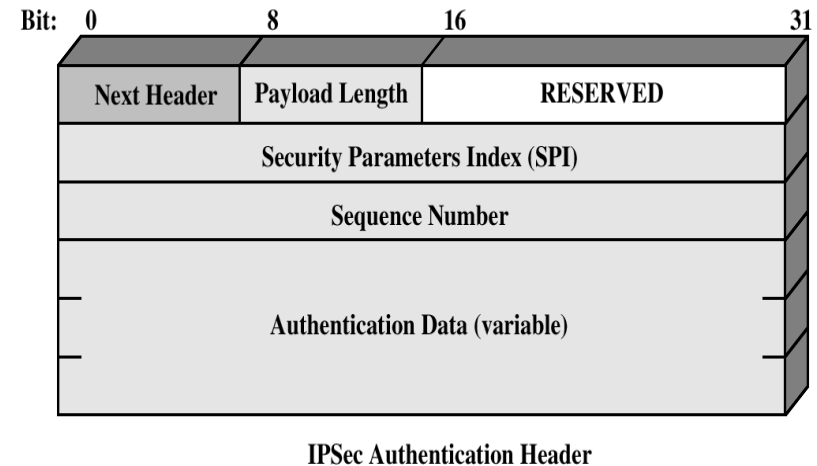 Bit: 0 8 16 31
Next Header Payload Length RESERVED
Security Parameters Index (SPI)
Sequence Number
Authentication Data (variable)
IPSec Authentication Header